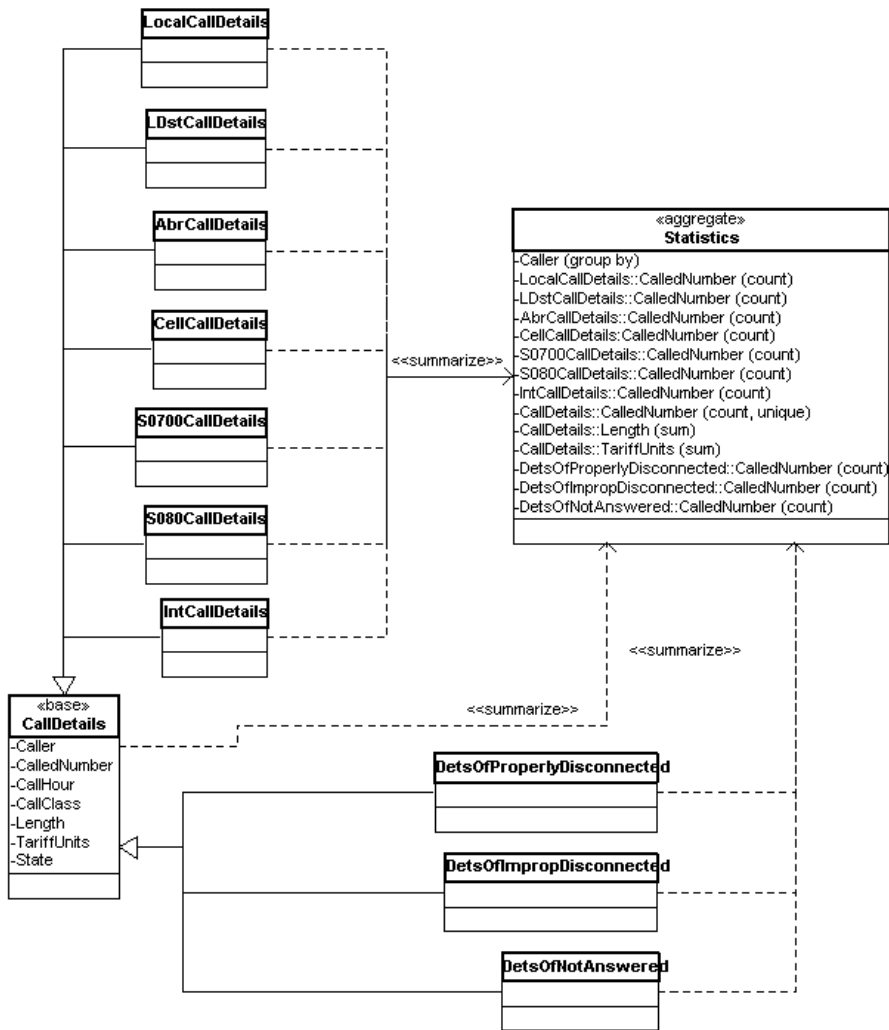 LocalCallDetails
LDstCallDetails
AbrCallDetails
CellCallDetails
S0700CallDetails
S080CallDetails
IntCallDetails
<<summarize>>
«aggregate»
Statistics
-Caller (group by)
-LocalCallDetails::CalledNumber (count)
-LDstCallDetails::CalledNumber (count)
-AbrCallDetails::CalledNumber (count)
-CellCallDetails:CalledNumber (count)
-S0700CallDetails::CalledNumber (count)
-S080CallDetails::CalledNumber (count)
-IntCallDetails::CalledNumber (count)
-CallDetails::CalledNumber (count, unique)
-CallDetails::Length (sum)
-CallDetails::TariffUnits (sum)
-DetsOfProperlyDisconnected::CalledNumber (count)
-DetsOfImpropDisconnected::CalledNumber (count)
-DetsOfNotAnswered::CalledNumber (count)
<<summarize>>
<<summarize>>
«base»
CallDetails
-Caller
-CalledNumber
-CallHour
-CallClass
-Length
-TariffUnits
-State
DetsOfProperlyDisconnected
DetsOfImpropDisconnected
DetsOfNotAnswered